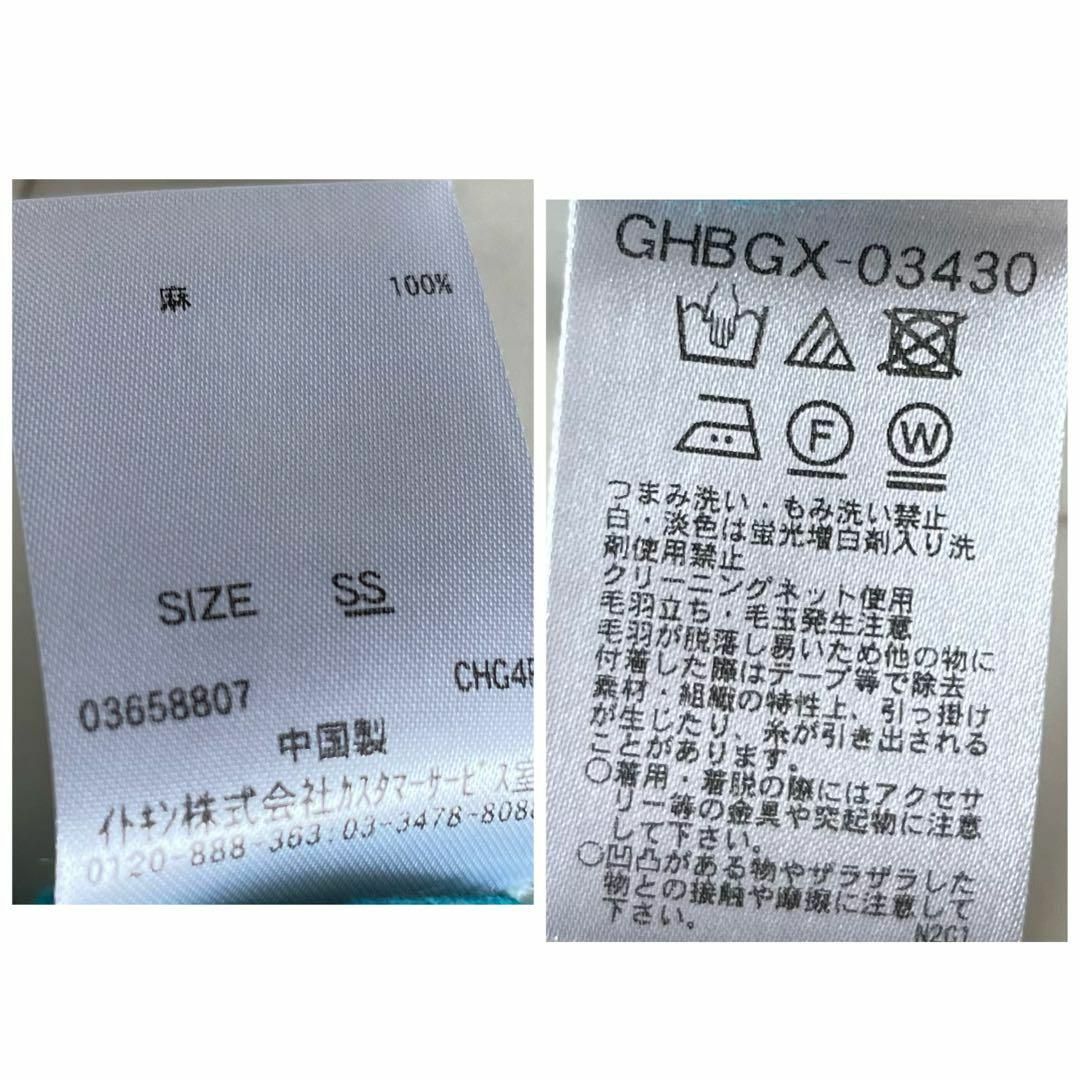 麻 100%
SIZE SS
03658807 CHG4
中国製
イトキン株式会社カスタマーサービス室
0120-888-363:03-3478-808
GHBGX-03430
F W
つまみ洗い・もみ洗い禁止
白・淡色は蛍光増白剤入り洗
剤使用禁止
クリーニングネット使用
毛羽立ち・毛玉発生注意
毛羽が脱落し易いため他の物に
付着した際はテープ等で除去
素材・組織の特性上、引っ掛け
が生じたり、糸が引き出される
ことがあります。
○着用・着脱の際にはアクセサ
リー等の金具や突起物に注意
して下さい。
○凹凸がある物やザラザラした
物との接触や摩擦に注意して
下さい。
N2G1